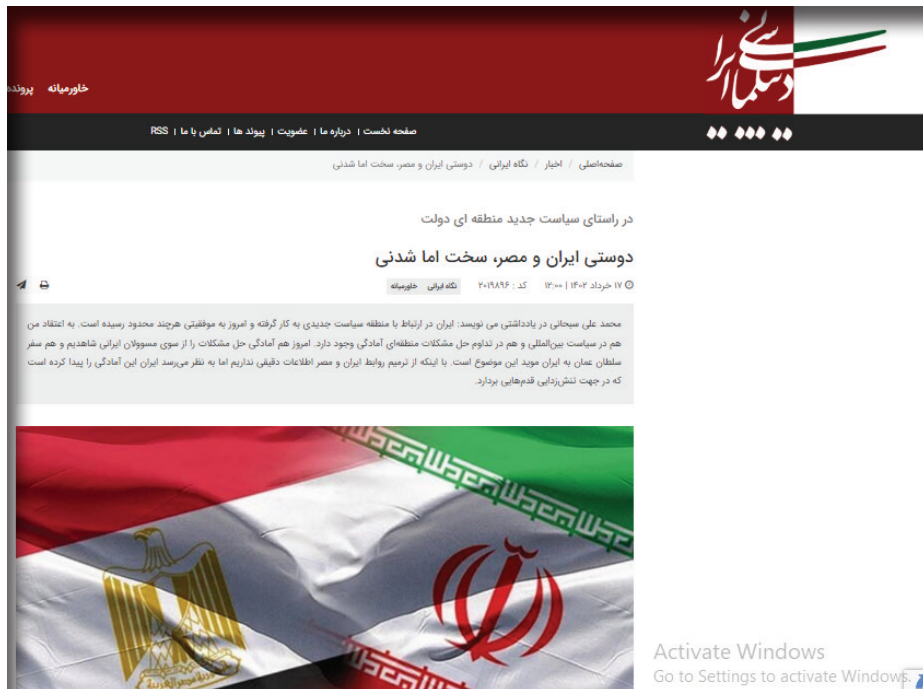 دیپلماسی ایرانی
خاورمیانه پرونده
صفحه نخست | درباره ما | عضویت | پیوند ها | تماس با ما | RSS
صفحه‌اصلی / اخبار / نگاه ایرانی / دوستی ایران و مصر، سخت اما شدنی
در راستای سیاست جدید منطقه ای دولت
دوستی ایران و مصر، سخت اما شدنی
۱۷ خرداد ۱۴۰۲ | ۱۲:۰۰ کد : ۲۰۱۹۸۹۶ نگاه ایرانی خاورمیانه
محمد علی سبحانی در یادداشتی می نویسد: ایران در ارتباط با منطقه سیاست جدیدی به کار گرفته و امروز به موفقیتی هرچند محدود رسیده است. به اعتقاد من
هم در سیاست بین‌المللی و هم در تداوم حل مشکلات منطقه‌ای آمادگی وجود دارد. امروز هم آمادگی حل مشکلات را از سوی مسوولان ایرانی شاهدیم و هم سفر
سلطان عمان به ایران موید این موضوع است. با اینکه از ترمیم روابط ایران و مصر اطلاعات دقیقی نداریم اما به نظر می‌رسد ایران این آمادگی را پیدا کرده است
که در جهت تنش‌زدایی قدم‌هایی بردارد.
Activate Windows
Go to Settings to activate Windows.